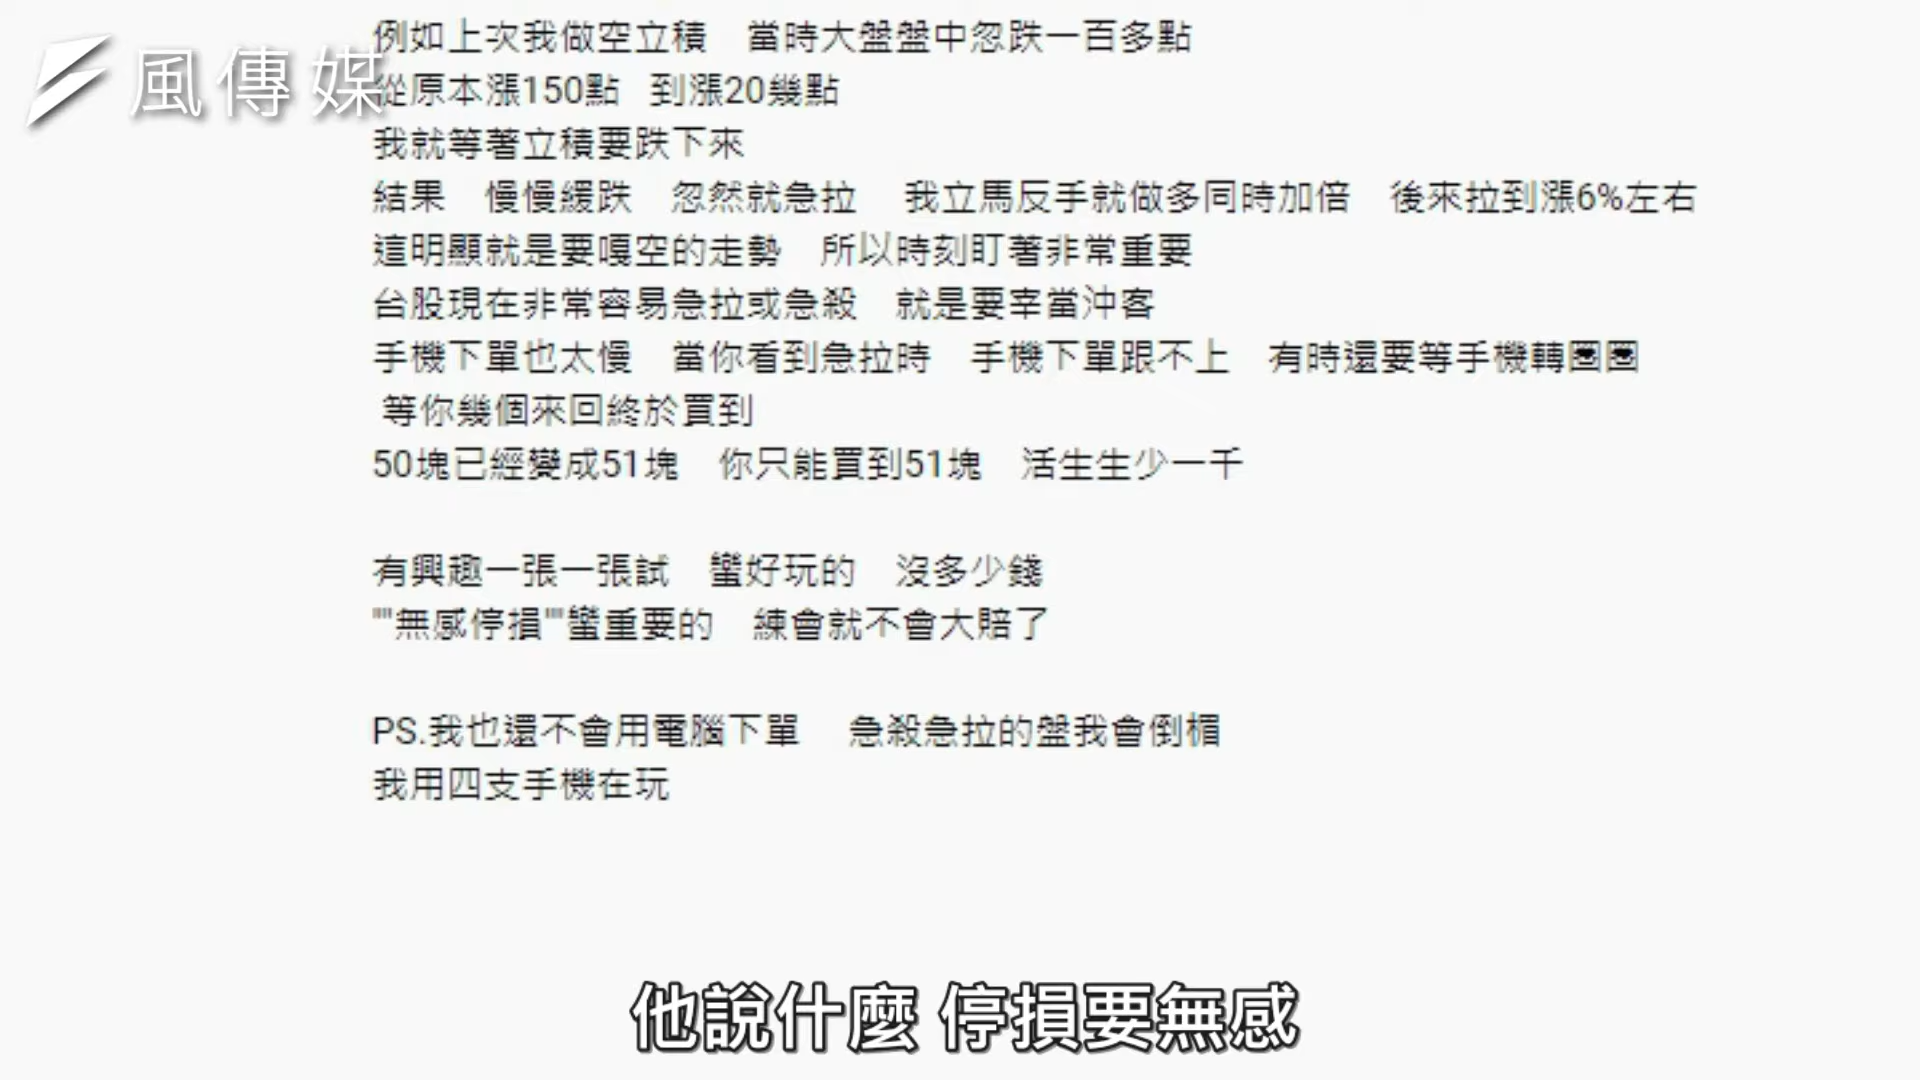 風傳媒
例如上次我做空立積 當時大盤盤中忽跌一百多點
從原本漲150點 到漲20幾點
我就等著立積要跌下來
結果 慢慢緩跌 忽然就急拉 我立馬反手就做多同時加倍 後來拉到漲6%左右
這明顯就是要嘎空的走勢 所以時刻盯著非常重要
台股現在非常容易急拉或急殺 就是要宰當沖客
手機下單也太慢 當你看到急拉時 手機下單跟不上 有時還要等手機轉圈圈
等你幾個來回終於買到
50塊已經變成51塊 你只能買到51塊 活生生少一千
有興趣一張一張試 蠻好玩的 沒多少錢
""無感停損""蠻重要的 練會就不會大賠了
PS.我也還不會用電腦下單 急殺急拉的盤我會倒楣
我用四支手機在玩
他說什麼 停損要無感